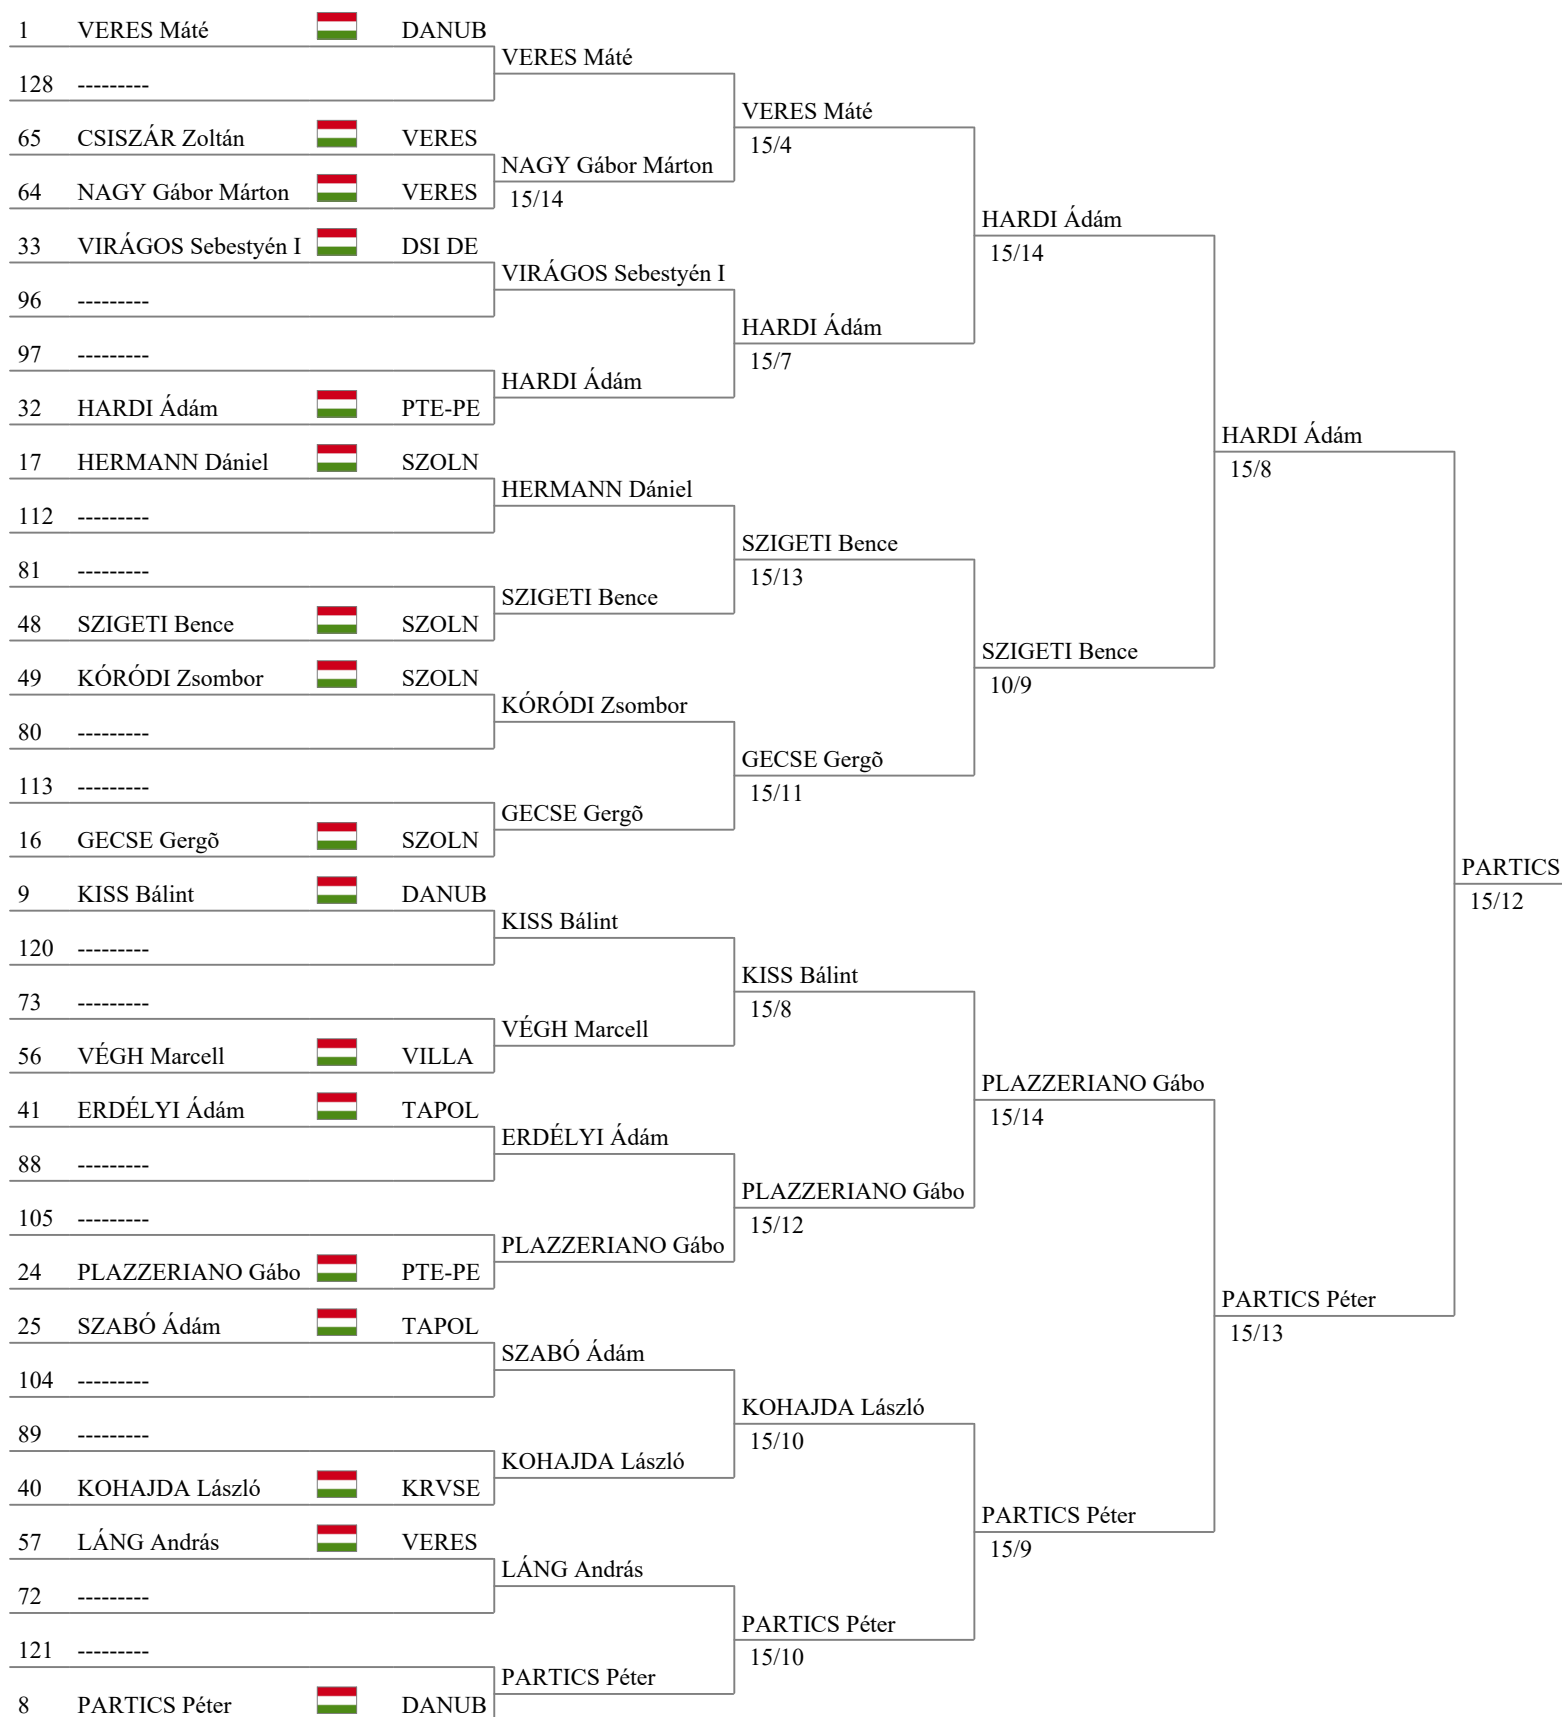 1 VERES Máté DANUB
VERES Máté
128 ---------
VERES Máté
15/4
65 CSISZÁR Zoltán VERES
NAGY Gábor Márton
15/14
64 NAGY Gábor Márton VERES
HARDI Ádám
15/14
33 VIRÁGOS Sebestyén I DSI DE
VIRÁGOS Sebestyén I
96 ---------
HARDI Ádám
15/7
97 ---------
HARDI Ádám
32 HARDI Ádám PTE-PE
HARDI Ádám
15/8
17 HERMANN Dániel SZOLN
HERMANN Dániel
112 ---------
SZIGETI Bence
15/13
81 ---------
SZIGETI Bence
48 SZIGETI Bence SZOLN
SZIGETI Bence
10/9
49 KÓRÓDI Zsombor SZOLN
KÓRÓDI Zsombor
80 ---------
GECSE Gergõ
15/11
113 ---------
GECSE Gergõ
16 GECSE Gergõ SZOLN
PARTICS
15/12
9 KISS Bálint DANUB
KISS Bálint
120 ---------
KISS Bálint
15/8
73 ---------
VÉGH Marcell
56 VÉGH Marcell VILLA
PLAZZERIANO Gábo
15/14
41 ERDÉLYI Ádám TAPOL
ERDÉLYI Ádám
88 ---------
PLAZZERIANO Gábo
15/12
105 ---------
PLAZZERIANO Gábo
24 PLAZZERIANO Gábo PTE-PE
PARTICS Péter
15/13
25 SZABÓ Ádám TAPOL
SZABÓ Ádám
104 ---------
KOHAJDA László
15/10
89 ---------
KOHAJDA László
40 KOHAJDA László KRVSE
PARTICS Péter
15/9
57 LÁNG András VERES
LÁNG András
72 ---------
PARTICS Péter
15/10
121 ---------
PARTICS Péter
8 PARTICS Péter DANUB